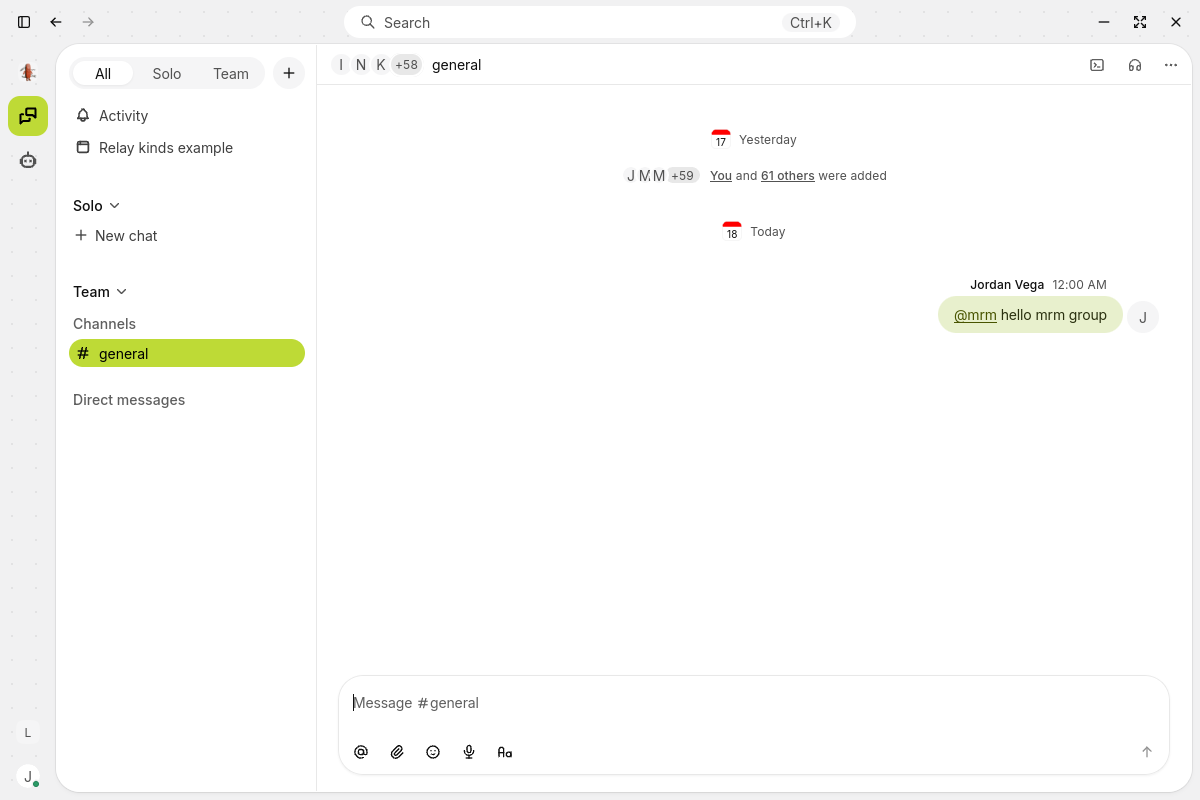 Search Ctrl+K
All Solo Team
Activity
Relay kinds example
Solo
New chat
Team
Channels
# general
Direct messages
L
J
I N K +58 general
17 Yesterday
J M M +59 You and 61 others were added
18 Today
Jordan Vega 12:00 AM
@mrm hello mrm group
J
Message #general
Aa